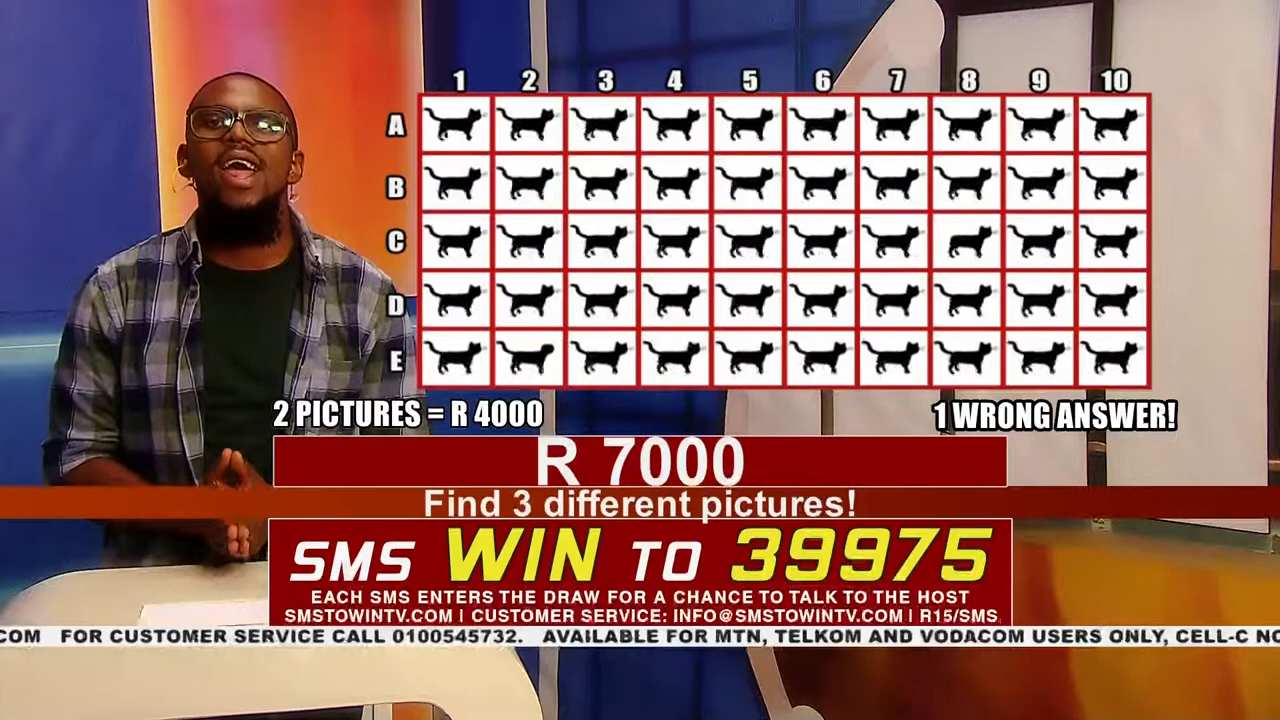 1 2 3 4 5 6 7 8 9 10
A
B
C
D
E
2 PICTURES = R 4000
1 WRONG ANSWER!
R 7000
Find 3 different pictures!
SMS WIN TO 39975
EACH SMS ENTERS THE DRAW FOR A CHANCE TO TALK TO THE HOST
SMSTOWINTV.COM | CUSTOMER SERVICE: INFO@SMSTOWINTV.COM | R15/SMS
COM FOR CUSTOMER SERVICE CALL 0100545732. AVAILABLE FOR MTN, TELKOM AND VODACOM USERS ONLY, CELL-C NO